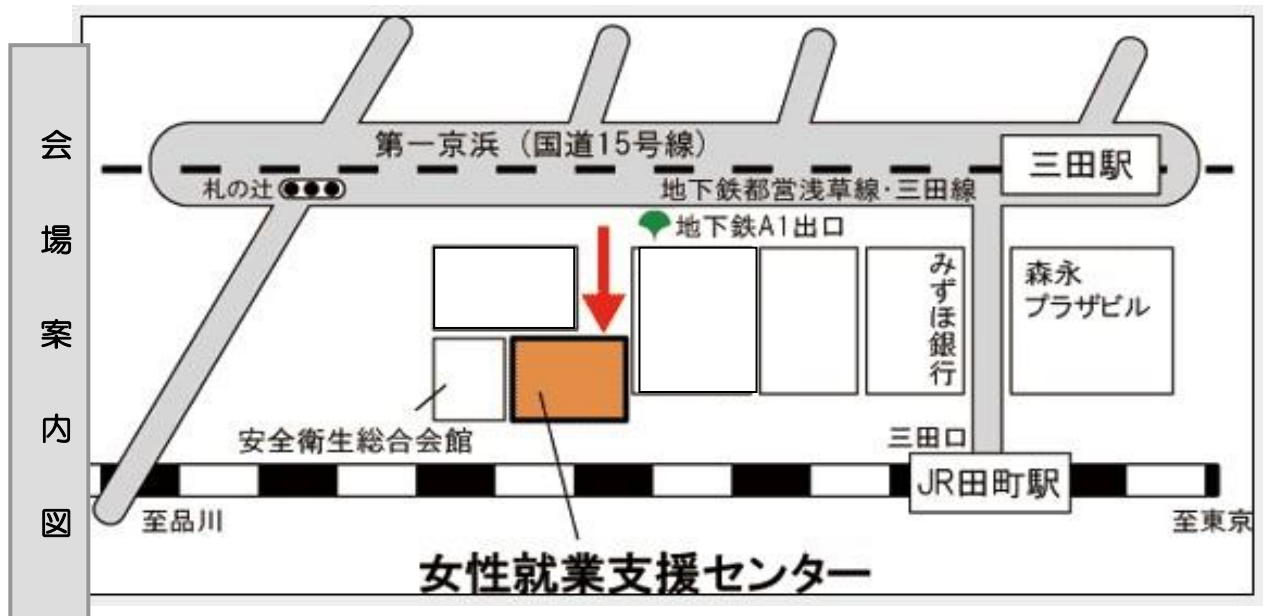 会場案内図
第一京浜（国道15号線）
三田駅
札の辻
地下鉄都営浅草線・三田線
地下鉄A1出口
みずほ銀行
森永
プラザビル
安全衛生総合会館
三田口
JR田町駅
至品川
至東京
女性就業支援センター